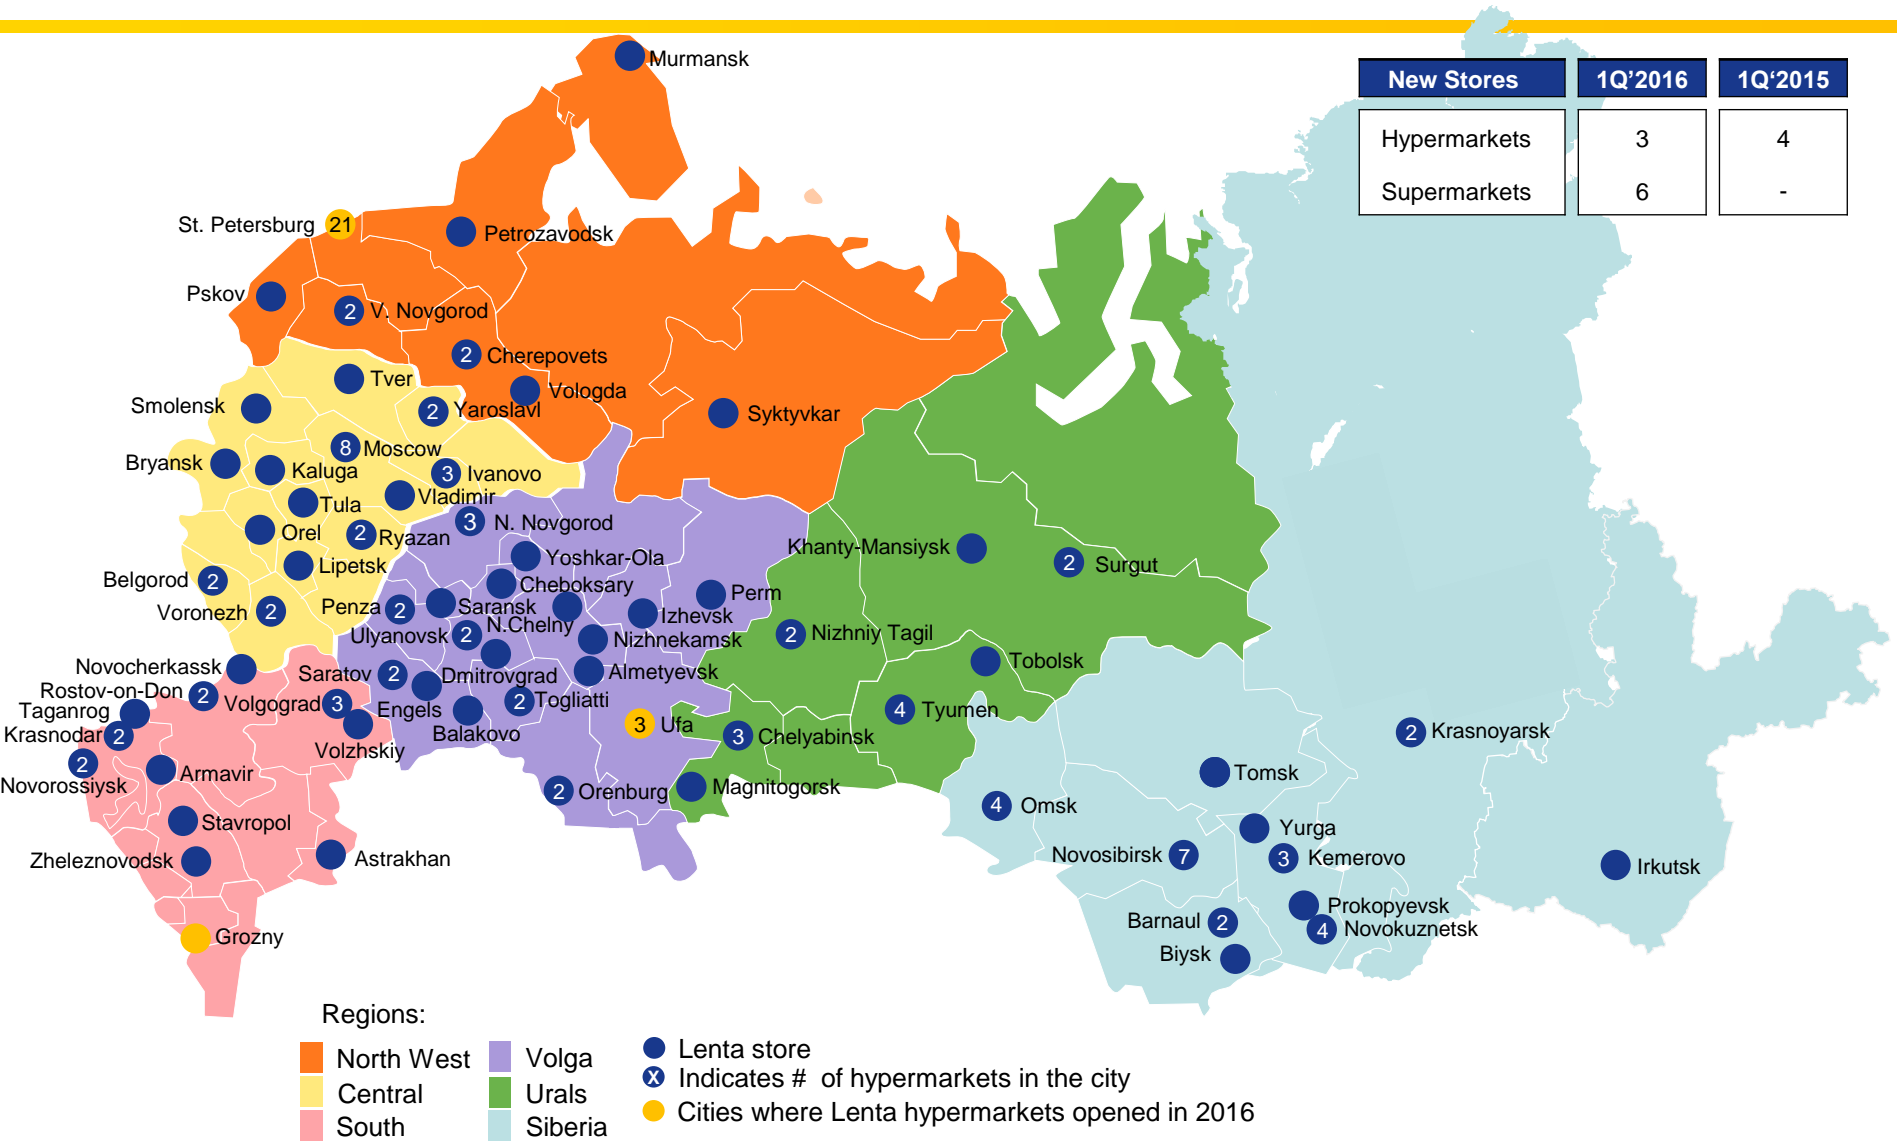 Murmansk
New Stores 1Q'2016 1Q‘2015
Hypermarkets 3 4
Supermarkets 6 -
St. Petersburg 21
Petrozavodsk
Pskov
2 V. Novgorod
2 Cherepovets
Vologda
Tver
Smolensk
2 Yaroslavl
Syktyvkar
8 Moscow
Bryansk
Kaluga
3 Ivanovo
Vladimir
Tula
3 N. Novgorod
Orel
2 Ryazan
Khanty-Mansiysk
2 Surgut
Yoshkar-Ola
Lipetsk
Belgorod 2
Cheboksary
Perm
Voronezh 2
Penza 2
Saransk
Izhevsk
N.Chelny
Ulyanovsk 2
Nizhnekamsk
2 Nizhniy Tagil
Tobolsk
Novocherkassk
Saratov 2
Dmitrovgrad
Almetyevsk
Rostov-on-Don 2
Volgograd 3
Engels
2 Togliatti
Taganrog
4 Tyumen
3 Ufa
Krasnodar 2
Balakovo
3 Chelyabinsk
2 Krasnoyarsk
Volzhskiy
2
Novorossiysk
Armavir
Tomsk
2 Orenburg
Magnitogorsk
4 Omsk
Stavropol
Yurga
Zheleznovodsk
Astrakhan
Novosibirsk 7
3 Kemerovo
Irkutsk
Prokopyevsk
Barnaul 2
4 Novokuznetsk
Grozny
Biysk
Regions:
North West
Volga
Central
Urals
South
Siberia
Lenta store
X Indicates # of hypermarkets in the city
Cities where Lenta hypermarkets opened in 2016